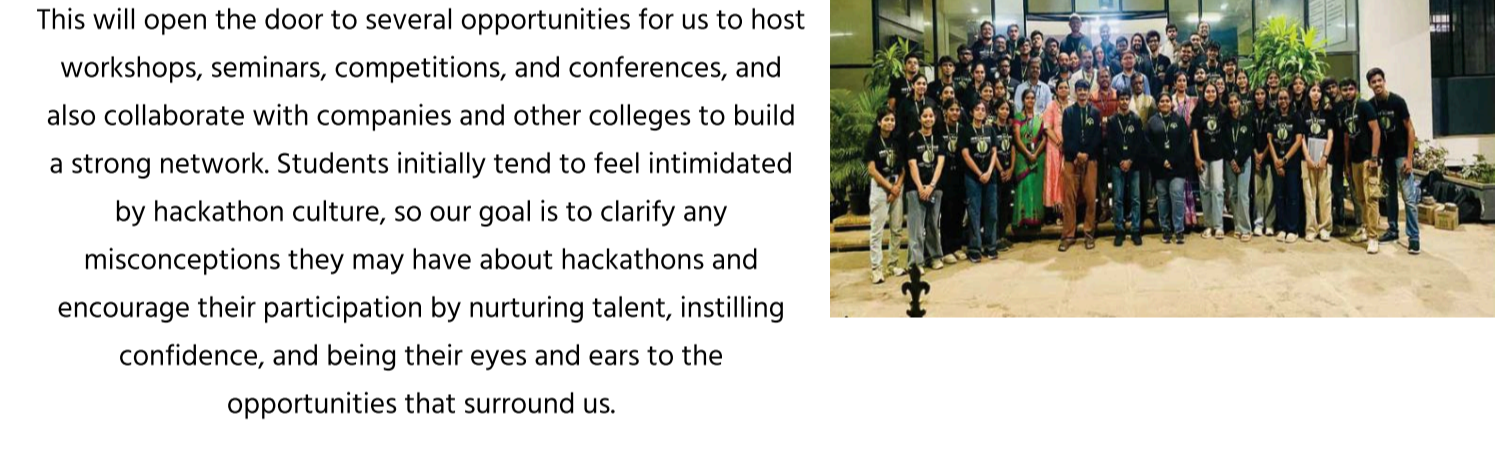 This will open the door to several opportunities for us to host
workshops, seminars, competitions, and conferences, and
also collaborate with companies and other colleges to build
a strong network. Students initially tend to feel intimidated
by hackathon culture, so our goal is to clarify any
misconceptions they may have about hackathons and
encourage their participation by nurturing talent, instilling
confidence, and being their eyes and ears to the
opportunities that surround us.